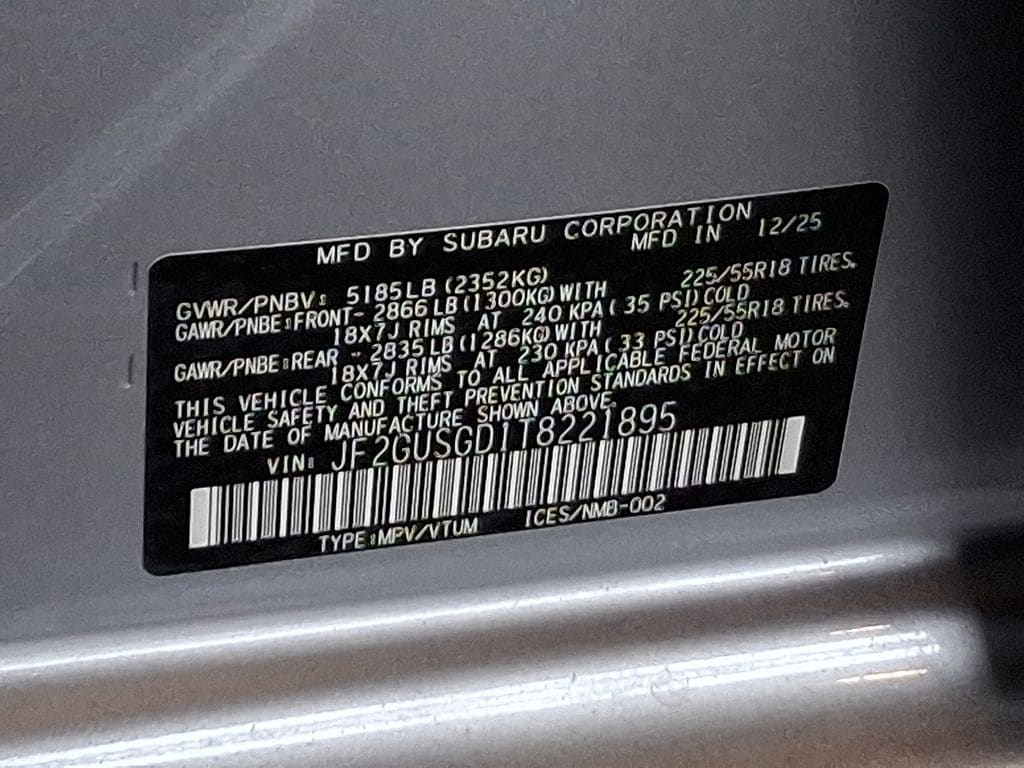 MFD BY SUBARU CORPORATION
MFD IN 12/25
GVWR/PNBV: 5185LB (2352KG)
GAWR/PNBE:FRONT- 2866LB (1300KG) WITH 225/55R18 TIRES,
18X7J RIMS AT 240 KPA ( 35 PSI) COLD
GAWR/PNBE:REAR - 2835LB (1286KG) WITH 225/55R18 TIRES,
18X7J RIMS AT 230 KPA ( 33 PSI) COLD
THIS VEHICLE CONFORMS TO ALL APPLICABLE FEDERAL MOTOR
VEHICLE SAFETY AND THEFT PREVENTION STANDARDS IN EFFECT ON
THE DATE OF MANUFACTURE SHOWN ABOVE.
VIN: JF2GUSGD1T8221895
TYPE:MPV/VTUM ICES/NMB-002